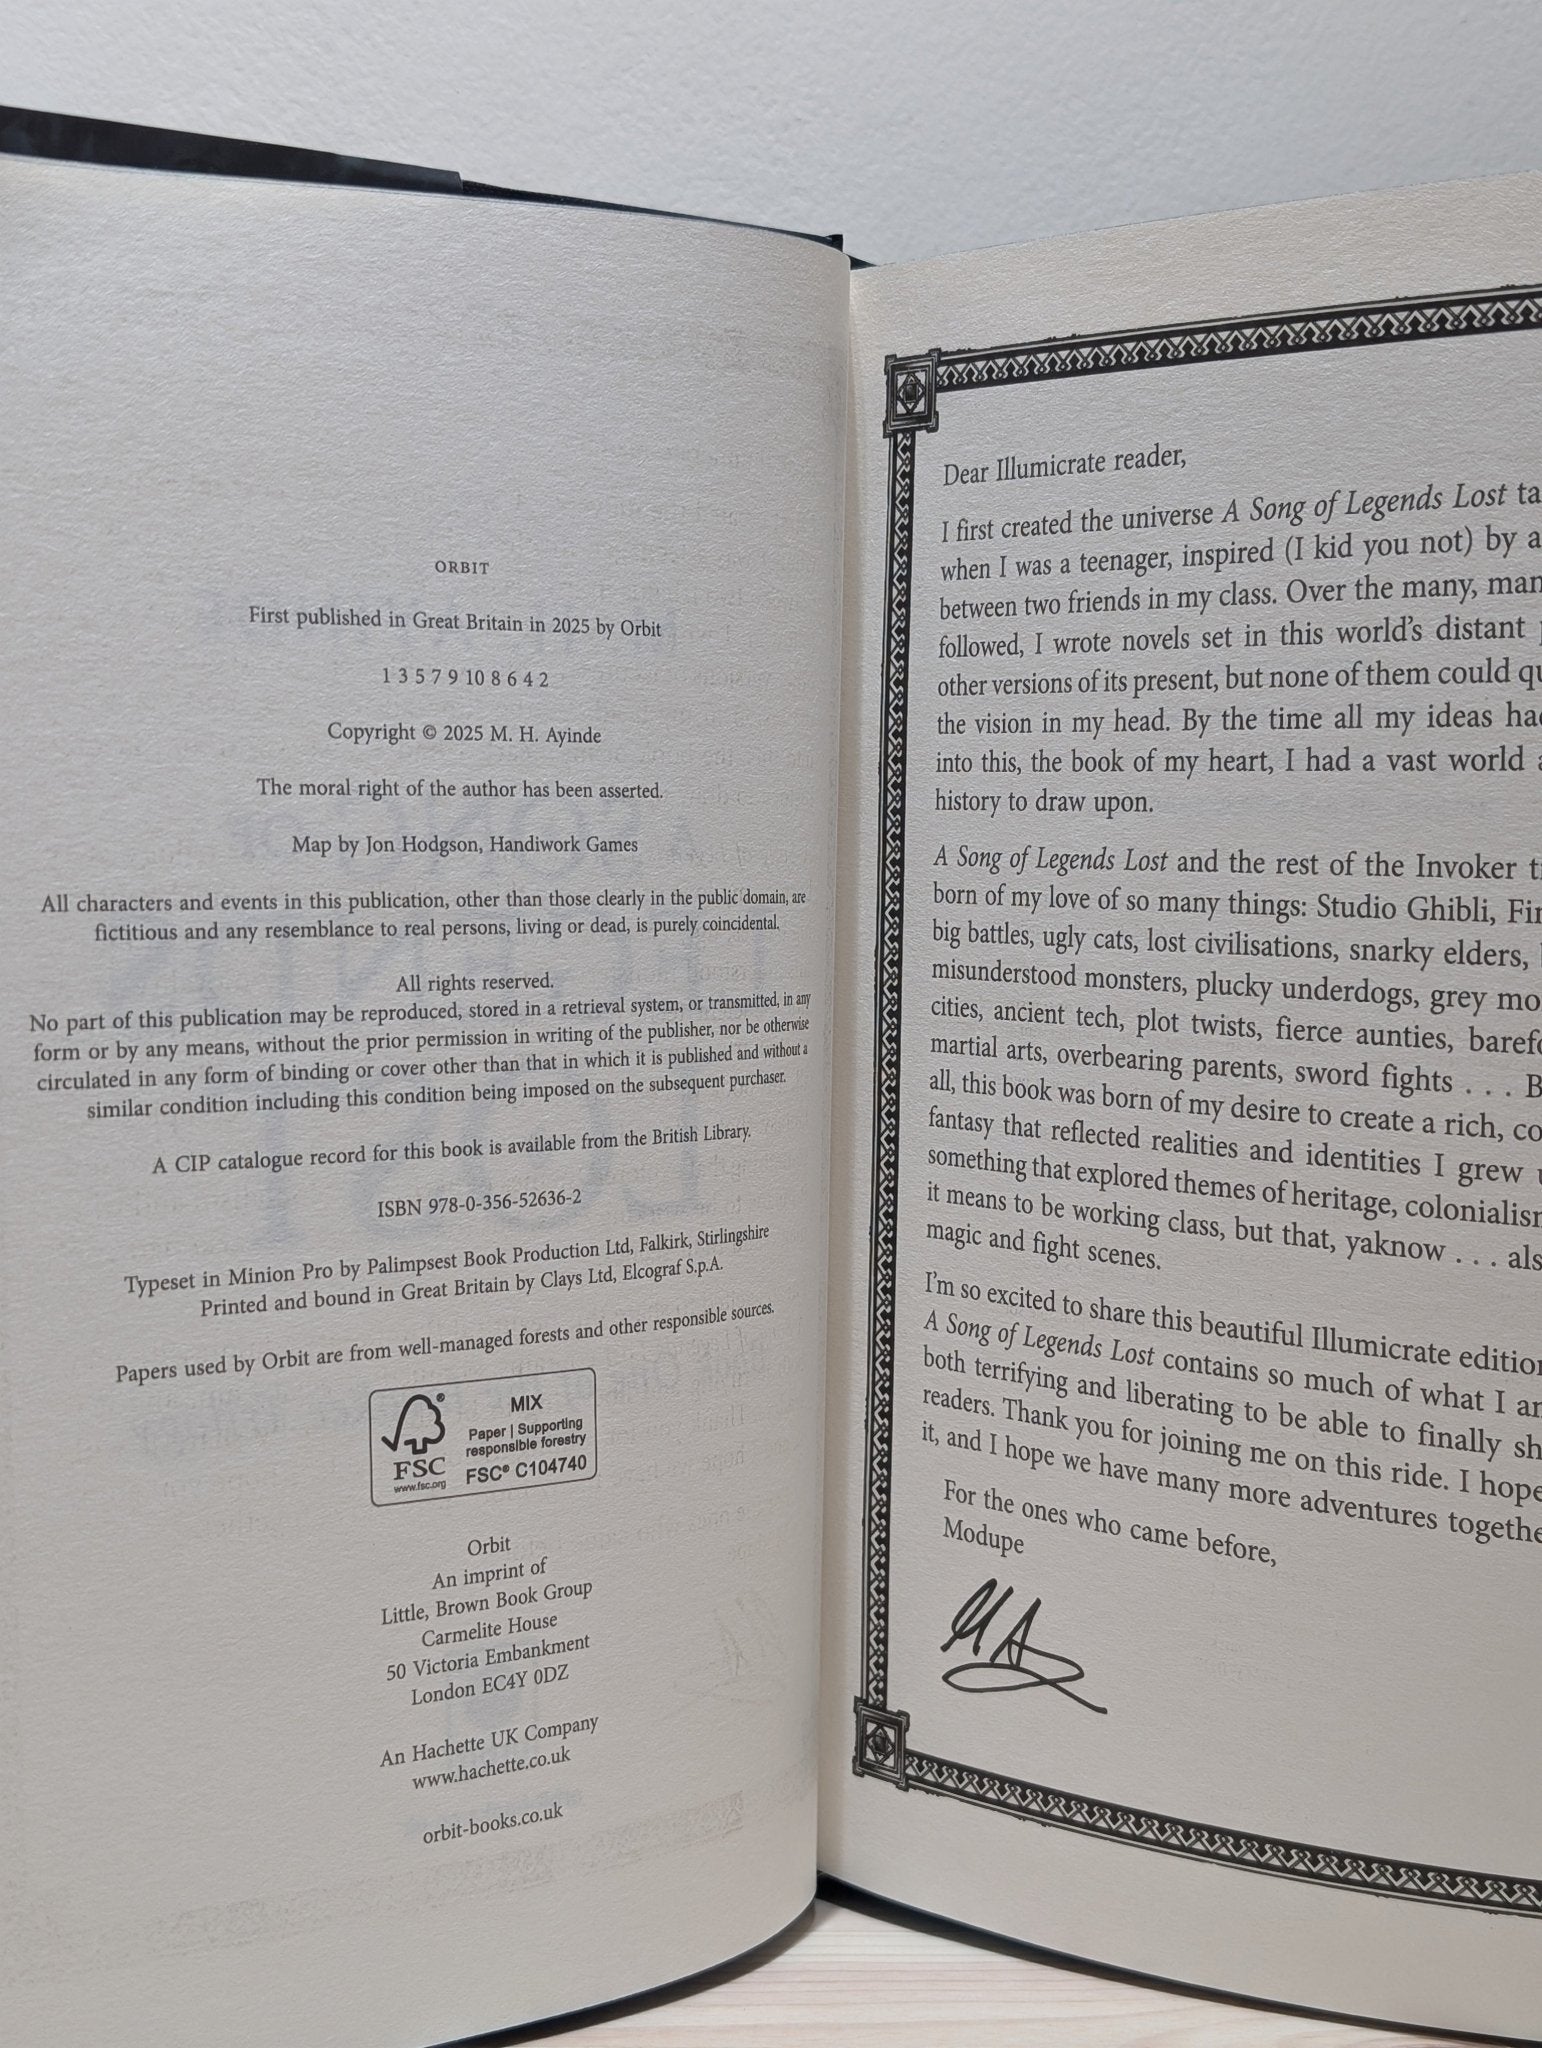 ORBIT
First published in Great Britain in 2025 by Orbit
1 3 5 7 9 10 8 6 4 2
Copyright © 2025 M. H. Ayinde
The moral right of the author has been asserted.
Map by Jon Hodgson, Handiwork Games
All characters and events in this publication, other than those clearly in the public domain, are
fictitious and any resemblance to real persons, living or dead, is purely coincidental.
All rights reserved.
No part of this publication may be reproduced, stored in a retrieval system, or transmitted, in any
form or by any means, without the prior permission in writing of the publisher, nor be otherwise
circulated in any form of binding or cover other than that in which it is published and without a
similar condition including this condition being imposed on the subsequent purchaser.
A CIP catalogue record for this book is available from the British Library.
ISBN 978-0-356-52636-2
Typeset in Minion Pro by Palimpsest Book Production Ltd, Falkirk, Stirlingshire
Printed and bound in Great Britain by Clays Ltd, Elcograf S.p.A.
Papers used by Orbit are from well-managed forests and other responsible sources.
FSC
www.fsc.org
MIX
Paper | Supporting
responsible forestry
FSC® C104740
Orbit
An imprint of
Little, Brown Book Group
Carmelite House
50 Victoria Embankment
London EC4Y 0DZ
An Hachette UK Company
www.hachette.co.uk
orbit-books.co.uk
Dear Illumicrate reader,
I first created the universe A Song of Legends Lost ta
when I was a teenager, inspired (I kid you not) by a
between two friends in my class. Over the many, man
followed, I wrote novels set in this world's distant
other versions of its present, but none of them could qu
the vision in my head. By the time all my ideas had
into this, the book of my heart, I had a vast world a
history to draw upon.
A Song of Legends Lost and the rest of the Invoker t
born of my love of so many things: Studio Ghibli, Fin
big battles, ugly cats, lost civilisations, snarky elders,
misunderstood monsters, plucky underdogs, grey mo
cities, ancient tech, plot twists, fierce aunties, barefo
martial arts, overbearing parents, sword fights . . . B
all, this book was born of my desire to create a rich, co
fantasy that reflected realities and identities I grew u
something that explored themes of heritage, colonialism
it means to be working class, but that, yaknow . . . als
magic and fight scenes.
I'm so excited to share this beautiful Illumicrate edition
A Song of Legends Lost contains so much of what I am
both terrifying and liberating to be able to finally sh
readers. Thank you for joining me on this ride. I hope
it, and I hope we have many more adventures togethe
For the ones who came before,
Modupe